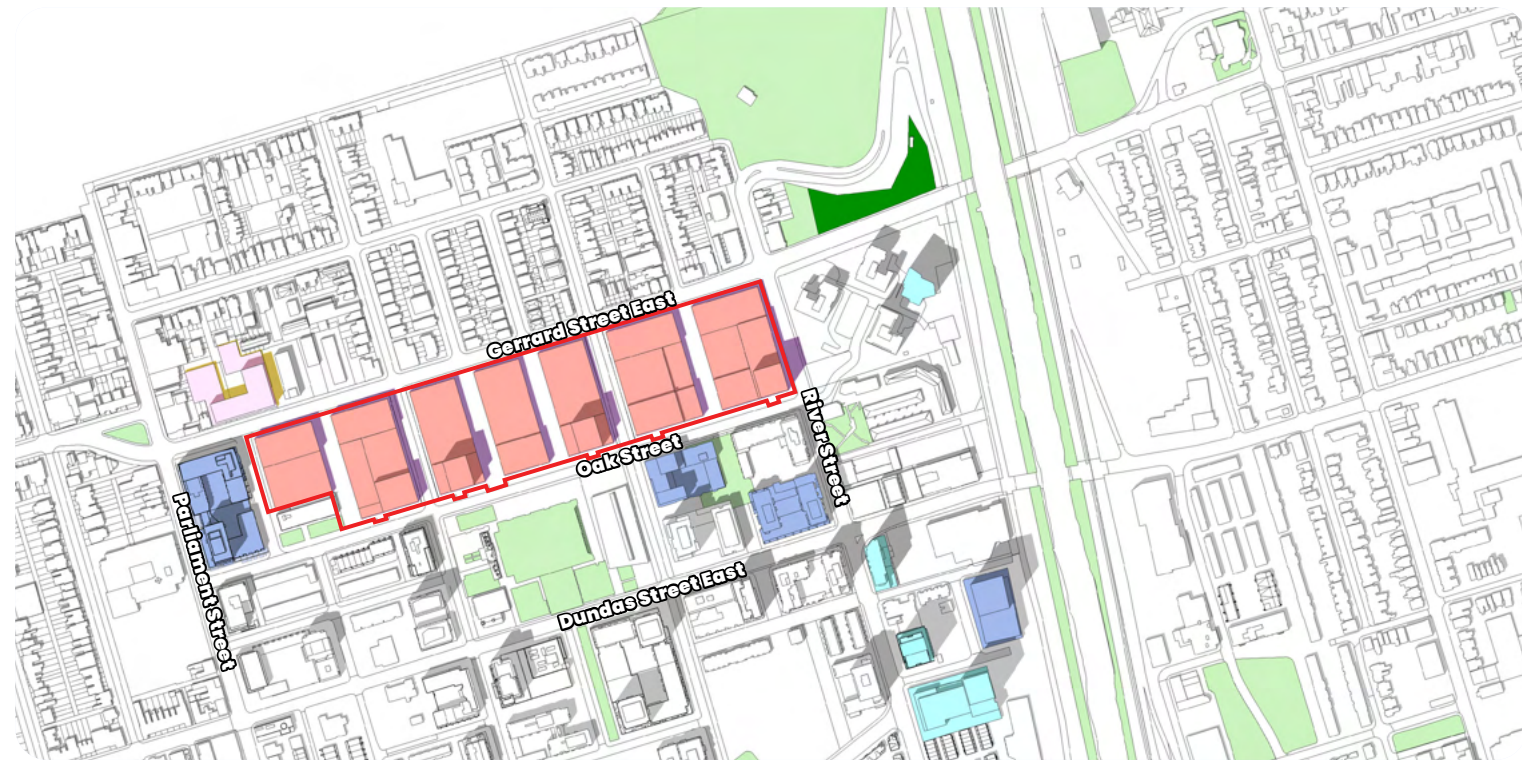 Gerrard Street East
River Street
Oak Street
Parliament Street
Dundas Street East